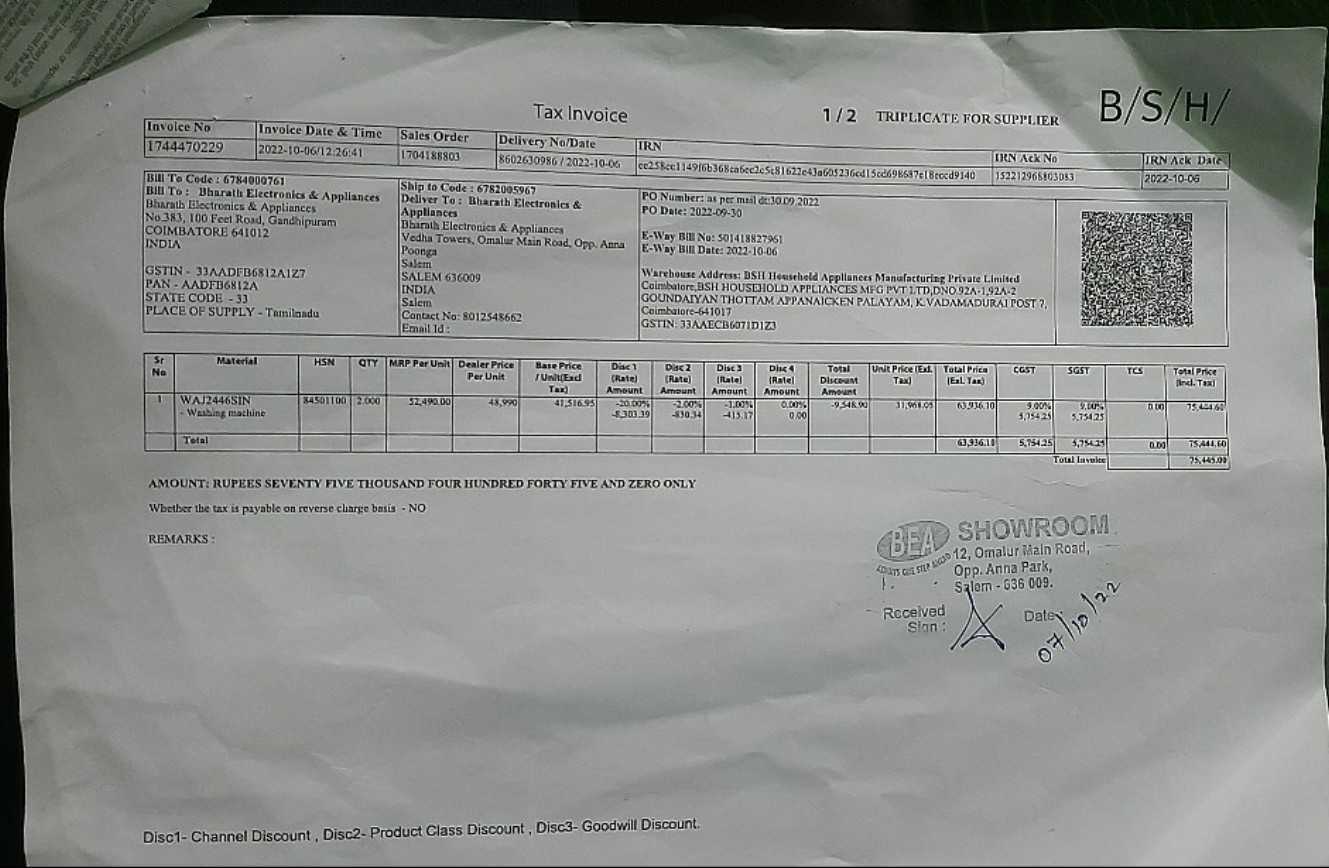 Tax Invoice
1 / 2 TRIPLICATE FOR SUPPLIER
B/S/H/
Invoice No Invoice Date & Time Sales Order Delivery No/Date IRN IRN Ack No IRN Ack Date
1744470229 2022-10-06/12:26:41 1704188803 8602630986 / 2022-10-06 152212968803083 2022-10-06
Bill To Code : 6784000761
Bill To : Bharath Electronics & Appliances
Bharath Electronics & Appliances
No.383, 100 Feet Road, Gandhipuram
COIMBATORE 641012
INDIA
GSTIN - 33AADFB6812A1Z7
PAN - AADFB6812A
STATE CODE - 33
PLACE OF SUPPLY - Tamilnadu
Ship to Code : 6782005967
Deliver To : Bharath Electronics &
Appliances
Bharath Electronics & Appliances
Vedha Towers, Omalur Main Road, Opp. Anna
Poonga
Salem
SALEM 636009
INDIA
Salem
Contact No: 8012548662
Email Id :
PO Number: as per mail dt:30.09.2022
PO Date: 2022-09-30
E-Way Bill No: 501418827961
E-Way Bill Date: 2022-10-06
Warehouse Address: BSH Household Appliances Manufacturing Private Limited
Coimbatore,BSH HOUSEHOLD APPLIANCES MFG PVT LTD,DNO.92A-1,92A-2
GOUNDAIYAN THOTTAM APPANAICKEN PALAYAM, K.VADAMADURAI POST 7,
Coimbatore-641017
GSTIN: 33AAECB6071D1Z3
Sr No Material HSN QTY MRP Per Unit Dealer Price Per Unit Base Price / Unit(Excl Tax) Disc 1 (Rate) Amount Disc 2 (Rate) Amount Disc 3 (Rate) Amount Disc 4 (Rate) Amount Total Discount Amount Unit Price (Exl. Tax) Total Price (Exl. Tax) CGST SGST TCS Total Price (Incl. Tax)
1 WAJ2446SIN 84501100 2.000 52,490.00 48,990 41,516.95 -20.00% -2.00% -1.00% 0.00% -9,548.90 31,968.05 63,936.10 9.00% 9.00% 0.00 75,444.60
- Washing machine -8,303.39 -830.34 -415.17 0.00 5,754.25 5,754.25
Total 63,936.10 5,754.25 5,754.25 0.00 75,444.60
Total Invoice 75,445.00
AMOUNT: RUPEES SEVENTY FIVE THOUSAND FOUR HUNDRED FORTY FIVE AND ZERO ONLY
Whether the tax is payable on reverse charge basis - NO
REMARKS :
BEA SHOWROOM
ALWAYS ONE STEP AHEAD
12, Omalur Main Road,
Opp. Anna Park,
Salem - 636 009.
Received
Sign :
Date :
07/10/22
Disc1- Channel Discount , Disc2- Product Class Discount , Disc3- Goodwill Discount.